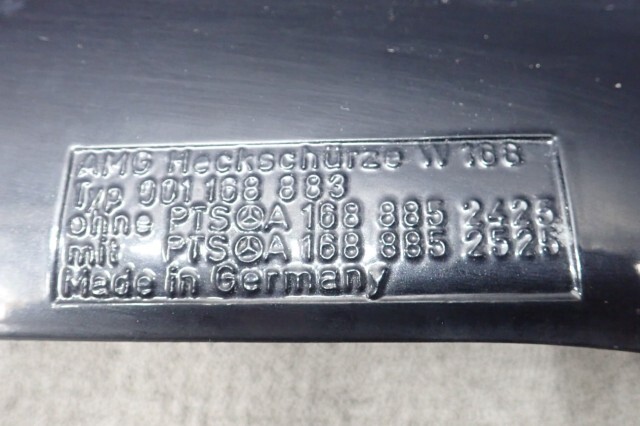 AMG Heckschürze W 168
Typ 001 168 883
ohne PTS A 168 885 2425
mit PTS A 168 885 2525
Made in Germany